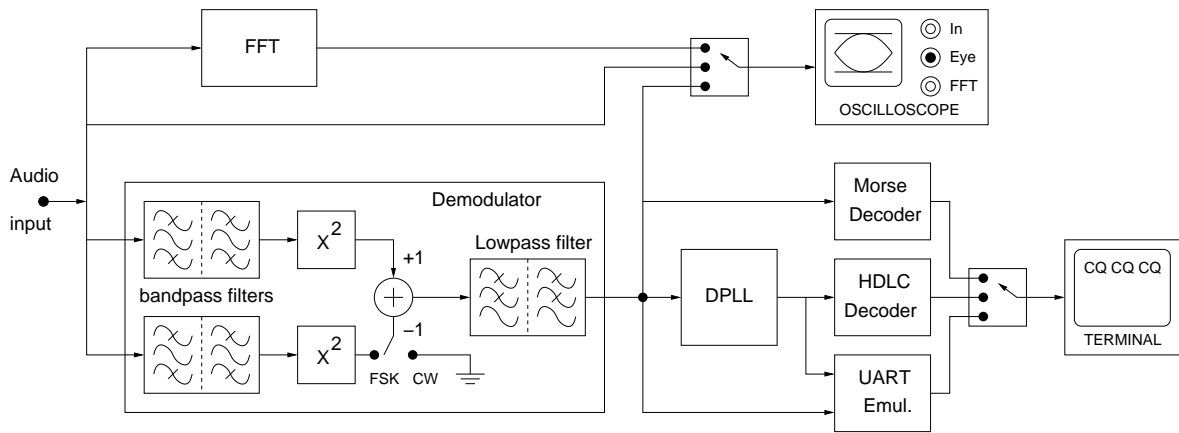 FFT
In
Eye
FFT
OSCILLOSCOPE
Audio
input
Demodulator
X2
+1
Lowpass filter
bandpass filters
X2
−1
FSK
CW
DPLL
Morse
Decoder
HDLC
Decoder
UART
Emul.
CQ CQ CQ
TERMINAL